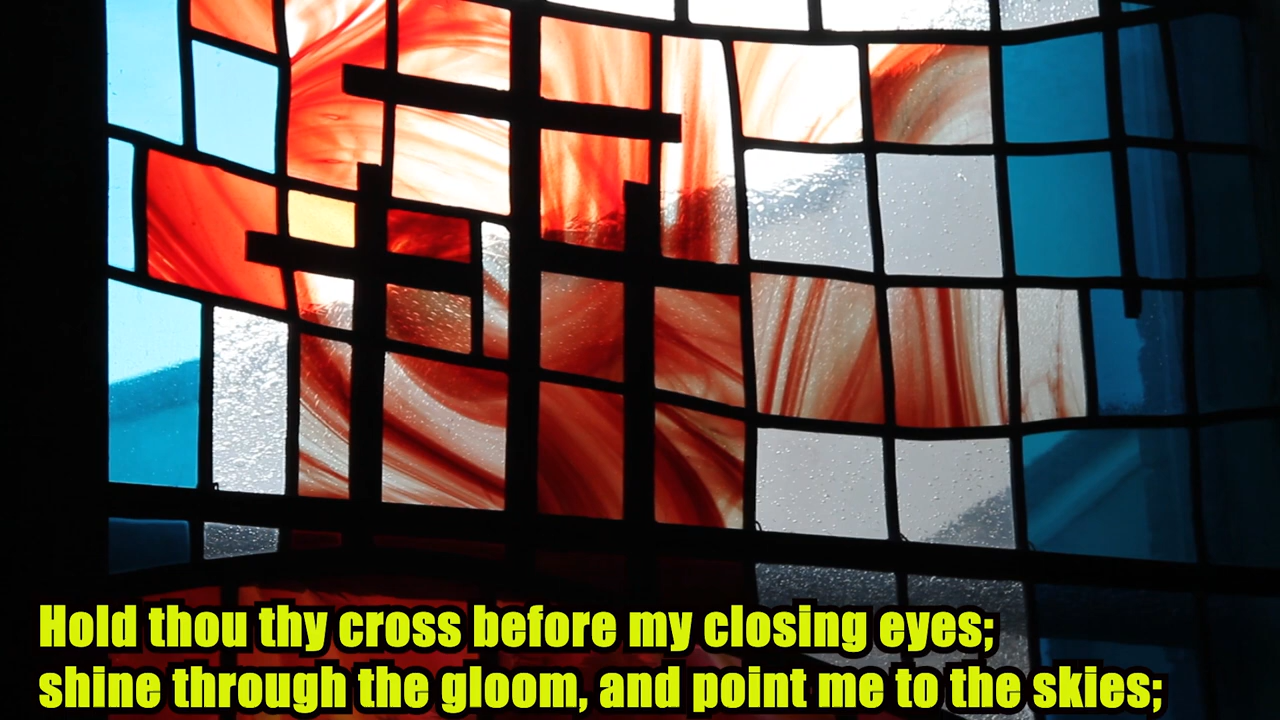 Hold thou thy cross before my closing eyes;
shine through the gloom, and point me to the skies;